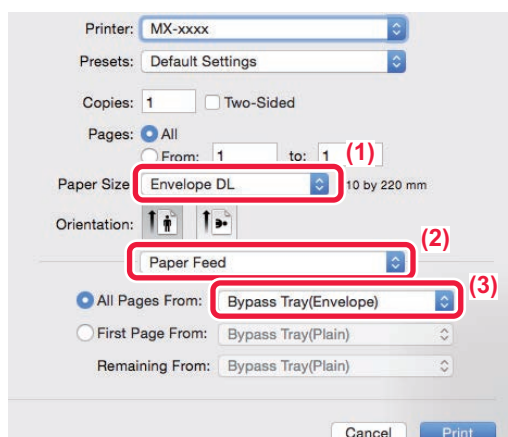 Printer: MX-xxxx
Presets: Default Settings
Copies: 1 Two-Sided
Pages: All
From: 1 to: 1 (1)
Paper Size Envelope DL 10 by 220 mm
Orientation:
(2)
Paper Feed
(3)
All Pages From: Bypass Tray(Envelope)
First Page From: Bypass Tray(Plain)
Remaining From: Bypass Tray(Plain)
Cancel Print